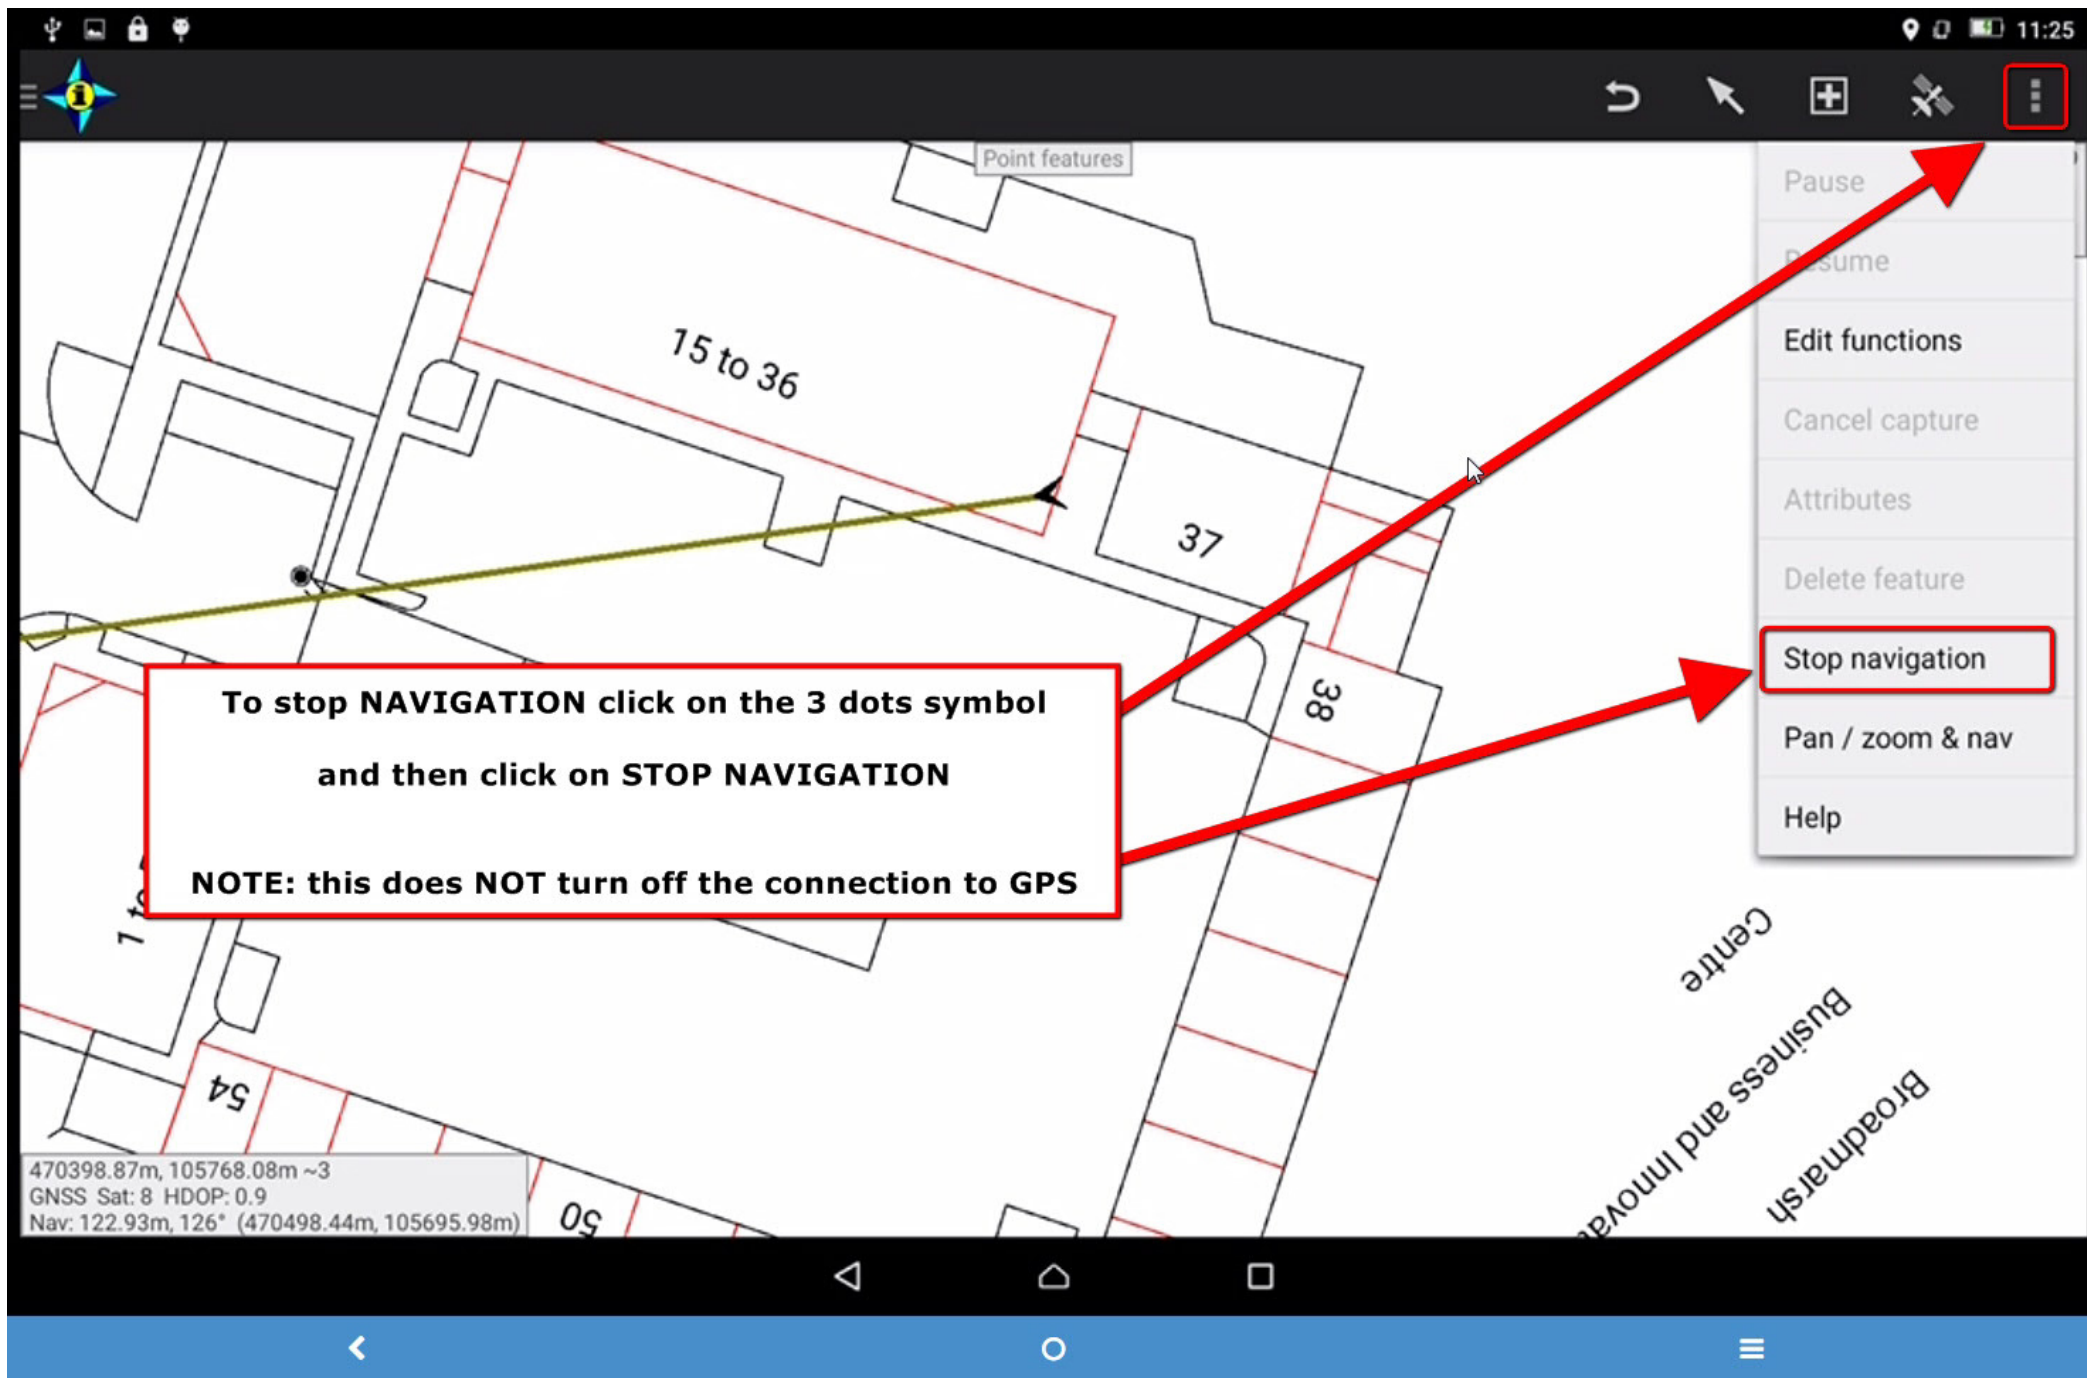 11:25
Point features
Pause
Resume
Edit functions
Cancel capture
Attributes
Delete feature
Stop navigation
Pan / zoom & nav
Help
15 to 36
37
38
To stop NAVIGATION click on the 3 dots symbol
and then click on STOP NAVIGATION
NOTE: this does NOT turn off the connection to GPS
1 to
54
50
Broadmarsh
Business and Innova
Centre
470398.87m, 105768.08m ~3
GNSS Sat: 8 HDOP: 0.9
Nav: 122.93m, 126° (470498.44m, 105695.98m)